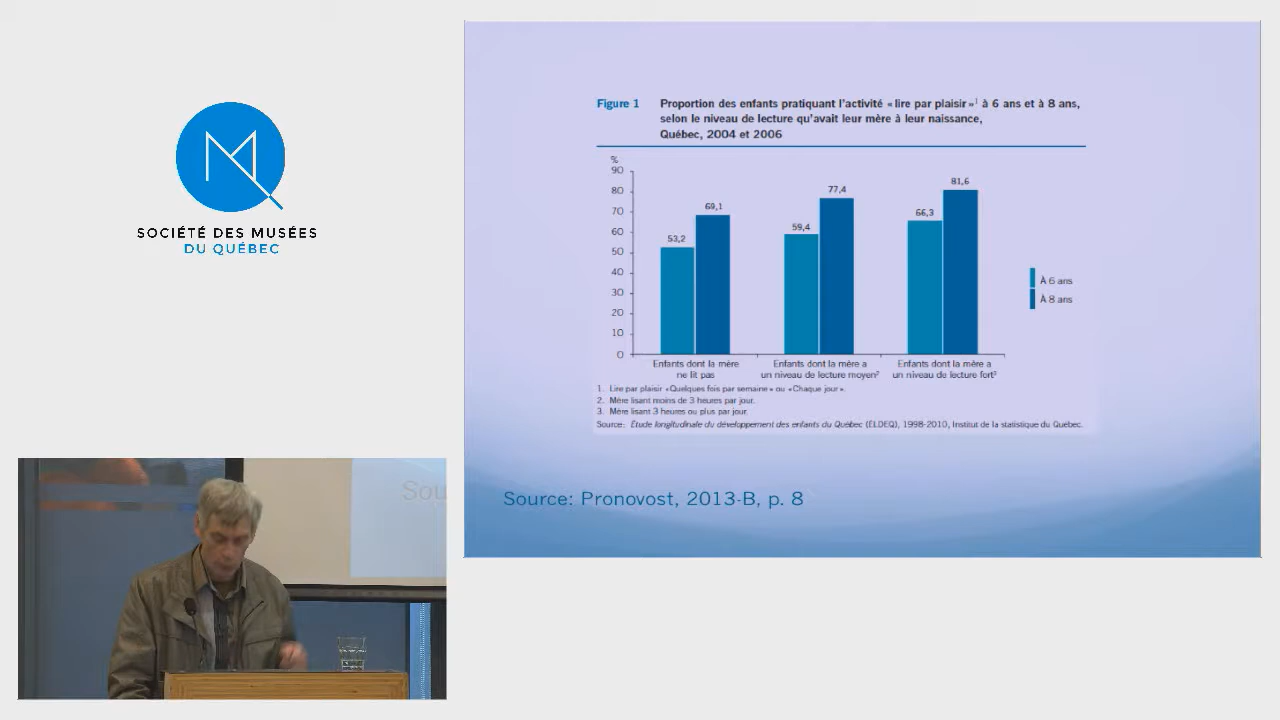 SOCIÉTÉ DES MUSÉES
DU QUÉBEC
Figure 1 Proportion des enfants pratiquant l'activité «lire par plaisir»¹ à 6 ans et à 8 ans,
selon le niveau de lecture qu'avait leur mère à leur naissance,
Québec, 2004 et 2006
%
90
80
70
60
50
40
30
20
10
0
53,2
69,1
59,4
77,4
66,3
81,6
À 6 ans
À 8 ans
Enfants dont la mère
ne lit pas
Enfants dont la mère a
un niveau de lecture moyen²
Enfants dont la mère a
un niveau de lecture fort³
1. Lire par plaisir «Quelques fois par semaine» ou «Chaque jour».
2. Mère lisant moins de 3 heures par jour.
3. Mère lisant 3 heures ou plus par jour.
Source: Étude longitudinale du développement des enfants du Québec (ÉLDEQ), 1998-2010, Institut de la statistique du Québec.
Source: Pronovost, 2013-B, p. 8
Sou